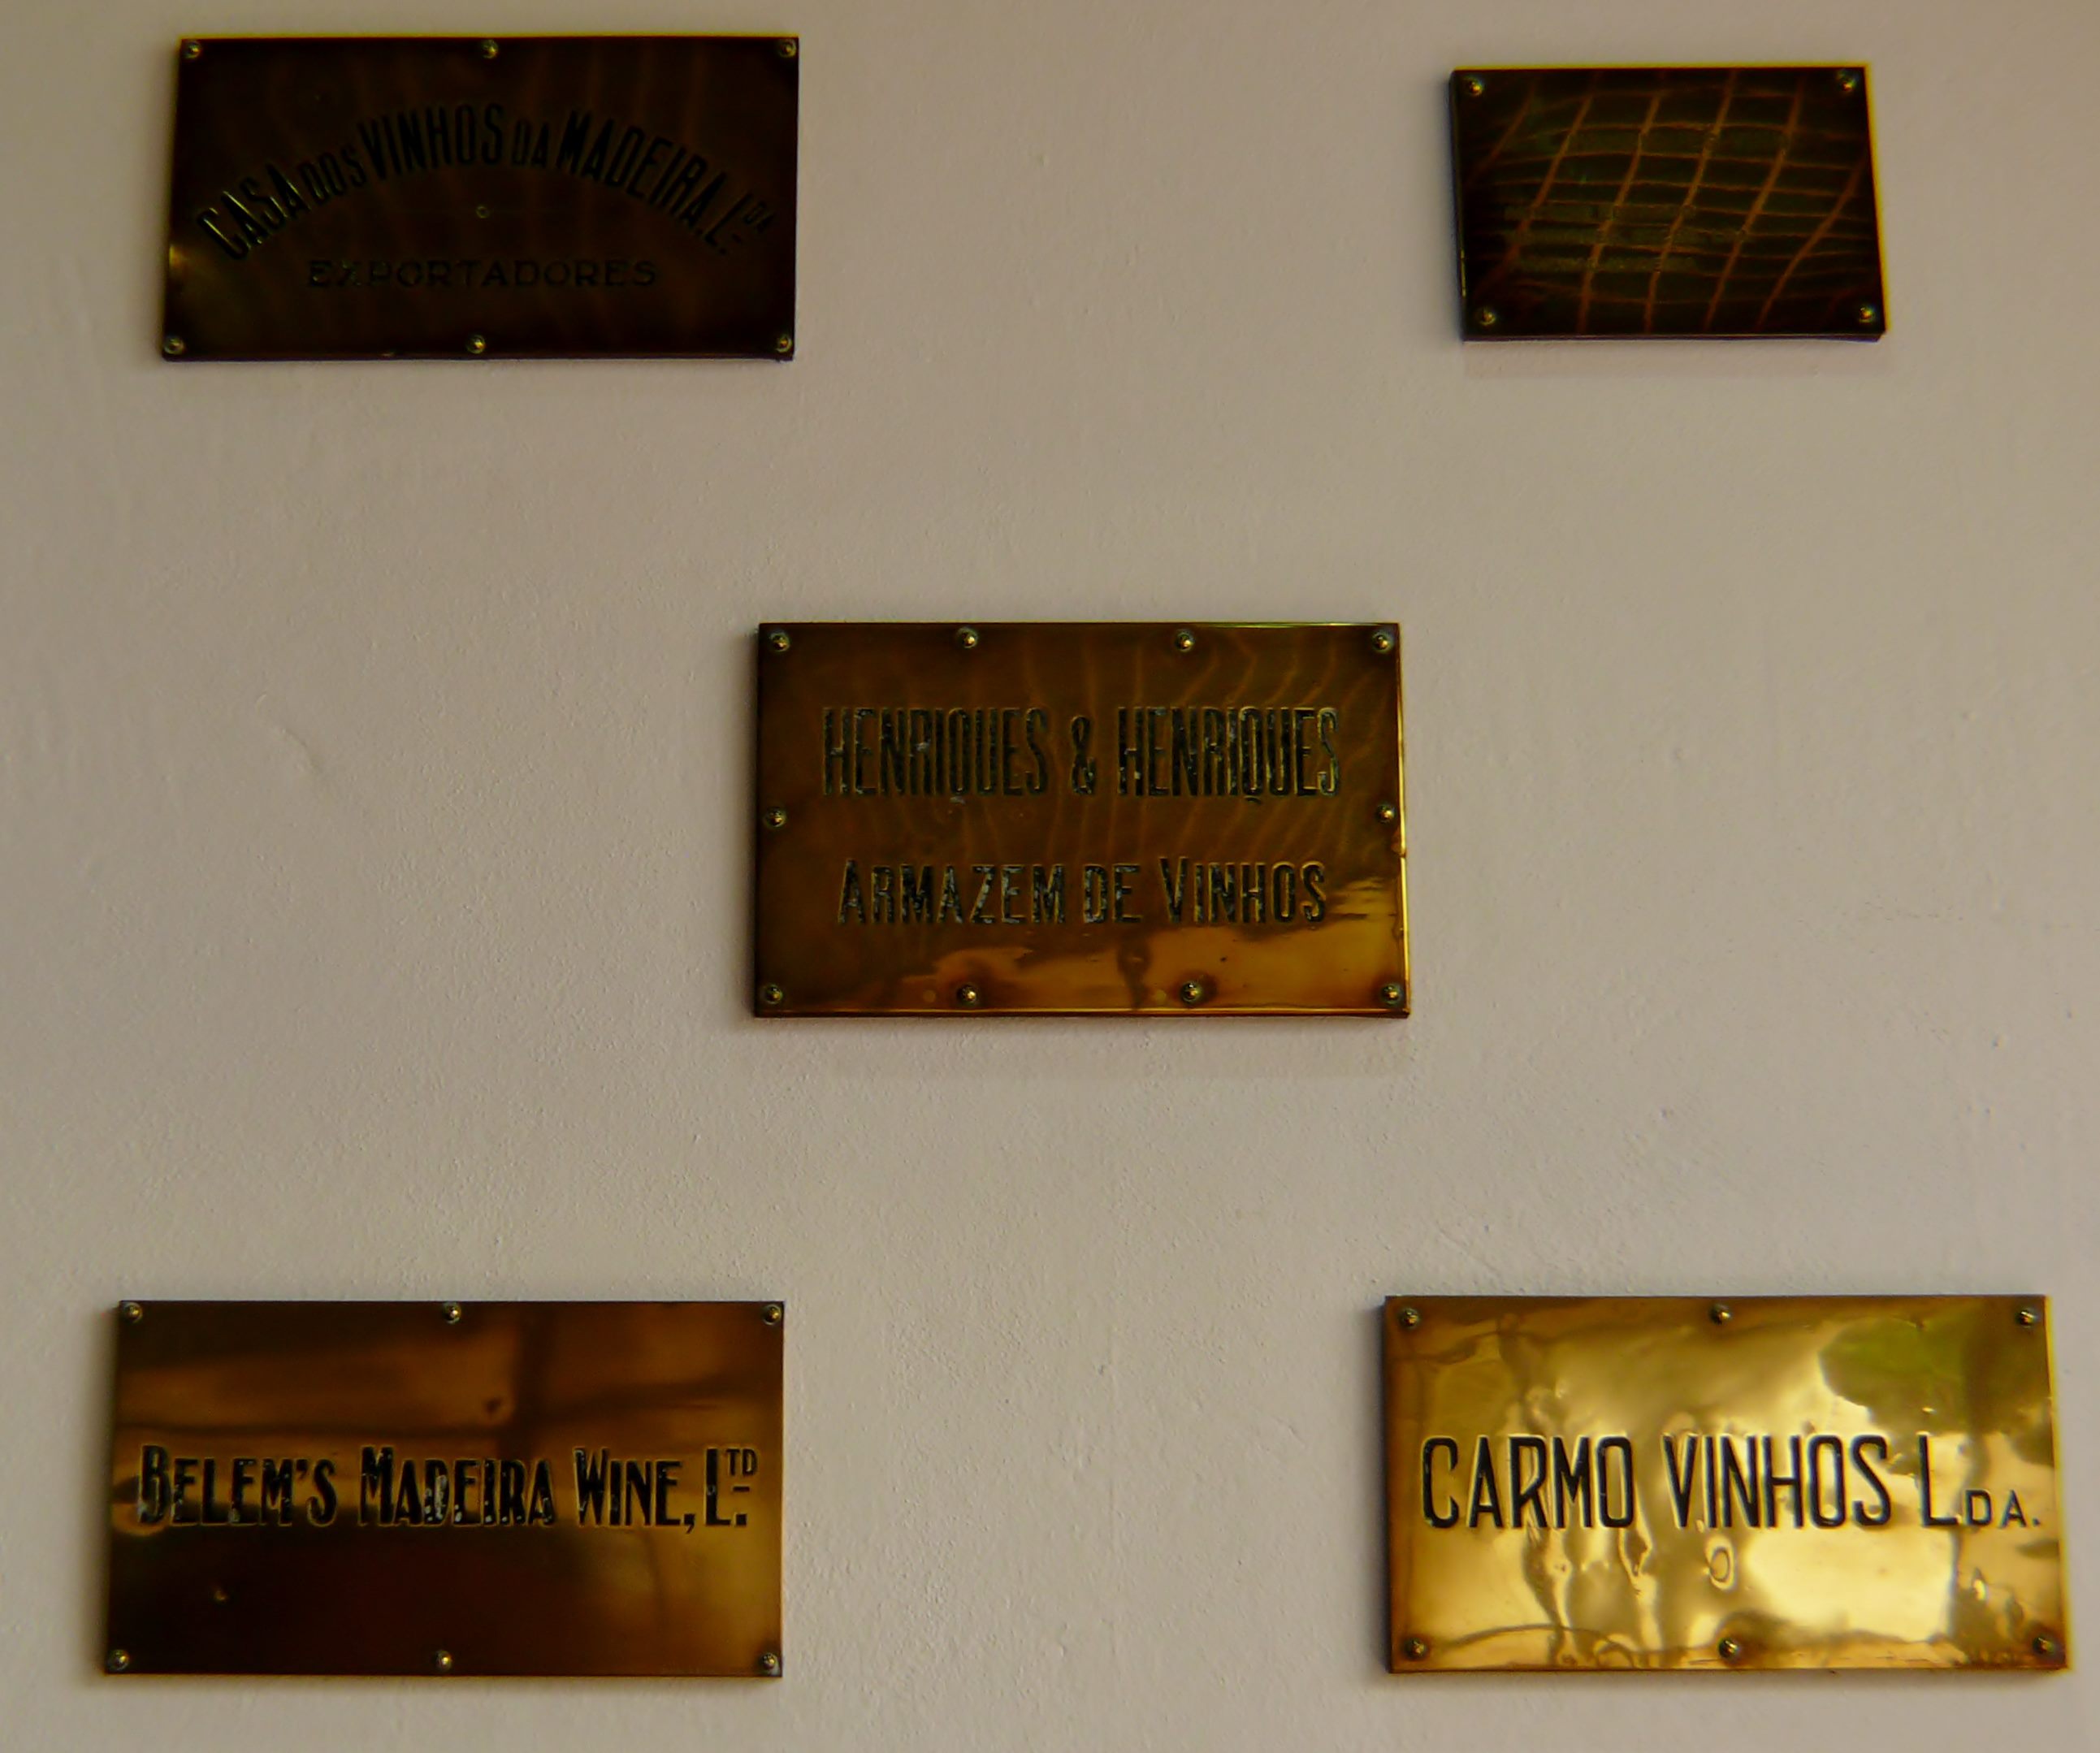 CASA DOS VINHOS DA MADEIRA, LDA
EXPORTADORES
HENRIQUES & HENRIQUES
ARMAZEM DE VINHOS
BELEM'S MADEIRA WINE, LTD.
CARMO VINHOS LDA.